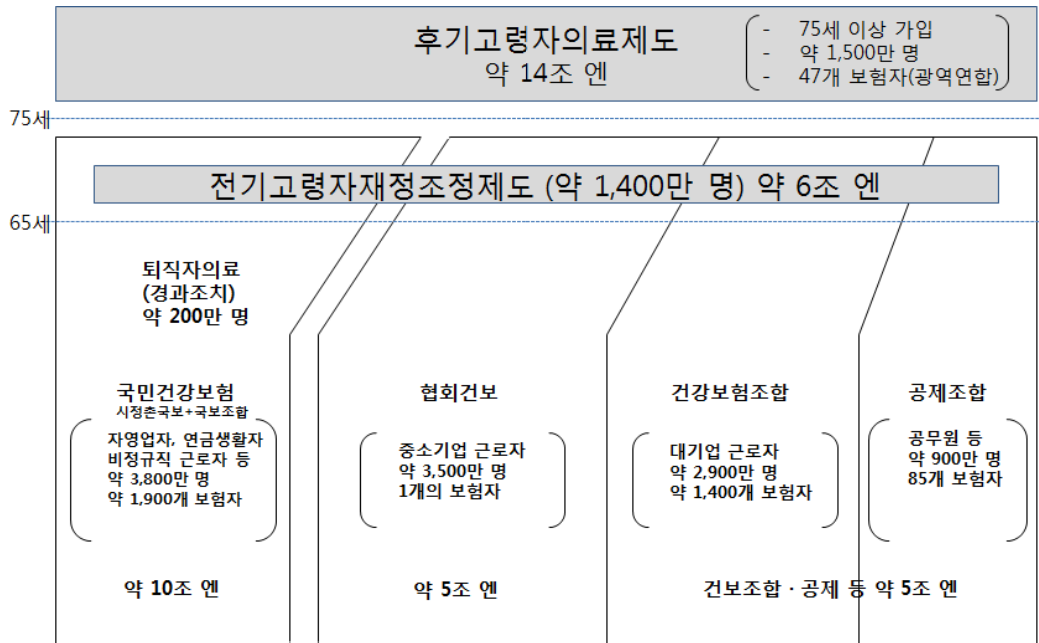 후기고령자의료제도
약 14조 엔
- 75세 이상 가입
- 약 1,500만 명
- 47개 보험자(광역연합)
75세
전기고령자재정조정제도 (약 1,400만 명) 약 6조 엔
65세
퇴직자의료
(경과조치)
약 200만 명
국민건강보험
시정촌국보+국보조합
자영업자, 연금생활자
비정규직 근로자 등
약 3,800만 명
약 1,900개 보험자
약 10조 엔
협회건보
중소기업 근로자
약 3,500만 명
1개의 보험자
약 5조 엔
건강보험조합
대기업 근로자
약 2,900만 명
약 1,400개 보험자
공제조합
공무원 등
약 900만 명
85개 보험자
건보조합 · 공제 등 약 5조 엔